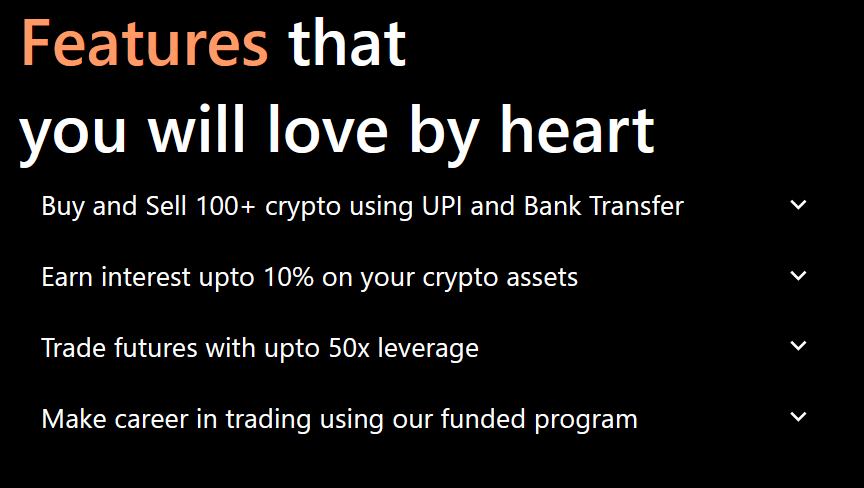 Features that
you will love by heart
Buy and Sell 100+ crypto using UPI and Bank Transfer
Earn interest upto 10% on your crypto assets
Trade futures with upto 50x leverage
Make career in trading using our funded program